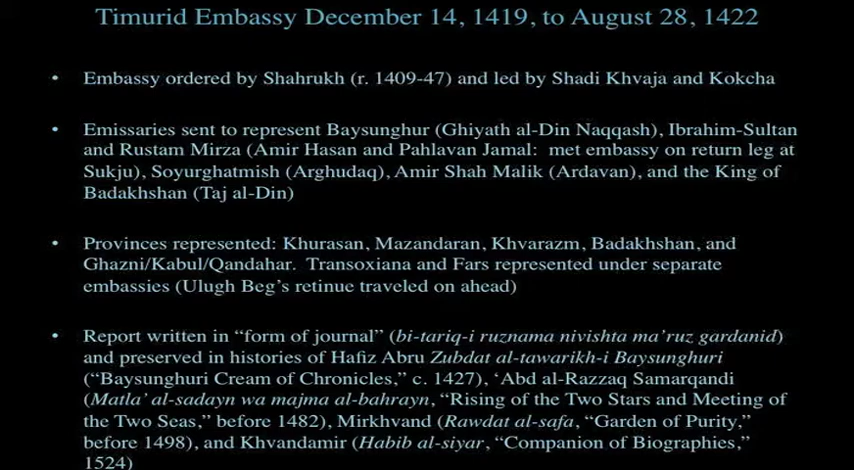 Timurid Embassy December 14, 1419, to August 28, 1422
• Embassy ordered by Shahrukh (r. 1409-47) and led by Shadi Khvaja and Kokcha
• Emissaries sent to represent Baysunghur (Ghiyath al-Din Naqqash), Ibrahim-Sultan
and Rustam Mirza (Amir Hasan and Pahlavan Jamal: met embassy on return leg at
Sukju), Soyurghatmish (Arghudaq), Amir Shah Malik (Ardavan), and the King of
Badakhshan (Taj al-Din)
• Provinces represented: Khurasan, Mazandaran, Khvarazm, Badakhshan, and
Ghazni/Kabul/Qandahar. Transoxiana and Fars represented under separate
embassies (Ulugh Beg's retinue traveled on ahead)
• Report written in "form of journal" (bi-tariq-i ruznama nivishta ma'ruz gardanid)
and preserved in histories of Hafiz Abru Zubdat al-tawarikh-i Baysunghuri
("Baysunghuri Cream of Chronicles," c. 1427), 'Abd al-Razzaq Samarqandi
(Matla' al-sadayn wa majma al-bahrayn, "Rising of the Two Stars and Meeting of
the Two Seas," before 1482), Mirkhvand (Rawdat al-safa, "Garden of Purity,"
before 1498), and Khvandamir (Habib al-siyar, "Companion of Biographies,"
1524)